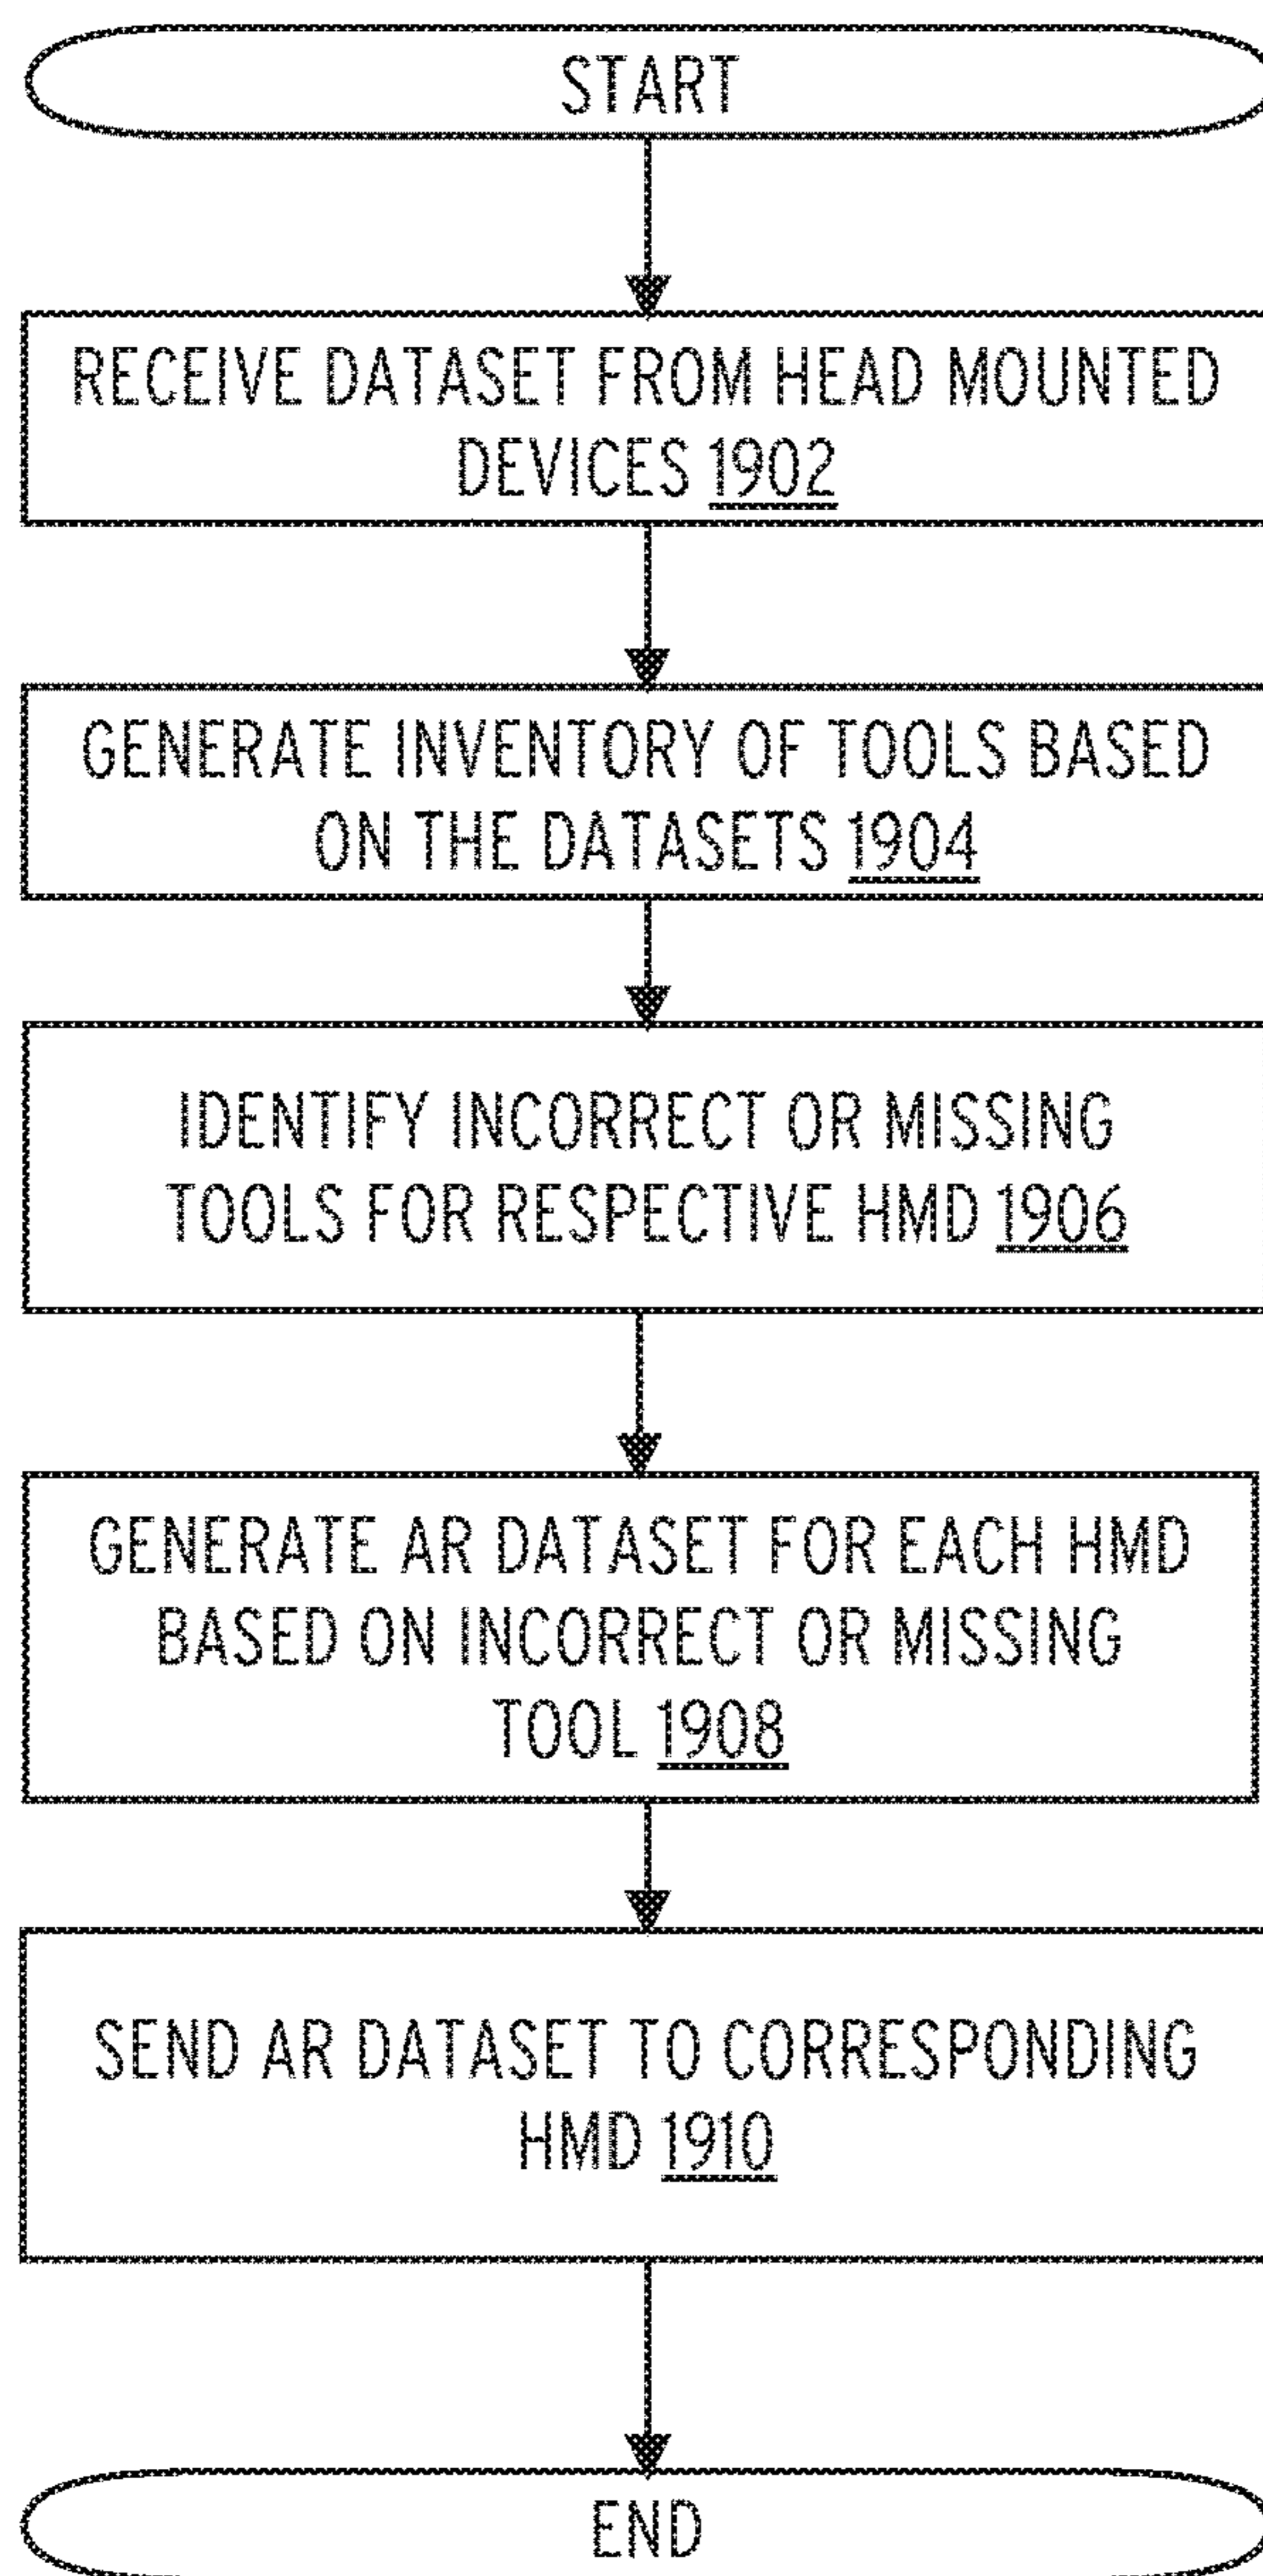 START
RECEIVE DATASET FROM HEAD MOUNTED
DEVICES 1902
GENERATE INVENTORY OF TOOLS BASED
ON THE DATASETS 1904
IDENTIFY INCORRECT OR MISSING
TOOLS FOR RESPECTIVE HMD 1906
GENERATE AR DATASET FOR EACH HMD
BASED ON INCORRECT OR MISSING
TOOL 1908
SEND AR DATASET TO CORRESPONDING
HMD 1910
END